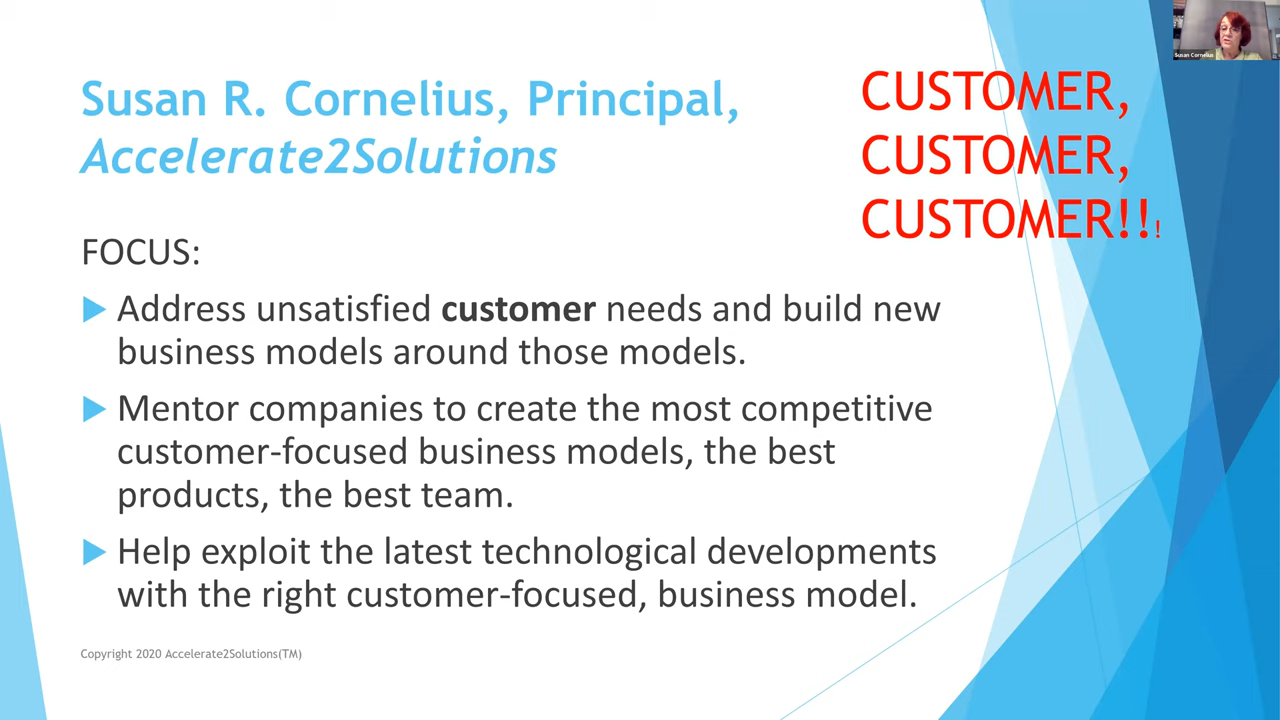 Susan R. Cornelius, Principal,
Accelerate2Solutions
CUSTOMER,
CUSTOMER,
CUSTOMER!!!
Susan Cornelius
FOCUS:
Address unsatisfied customer needs and build new
business models around those models.
Mentor companies to create the most competitive
customer-focused business models, the best
products, the best team.
Help exploit the latest technological developments
with the right customer-focused, business model.
Copyright 2020 Accelerate2Solutions(TM)